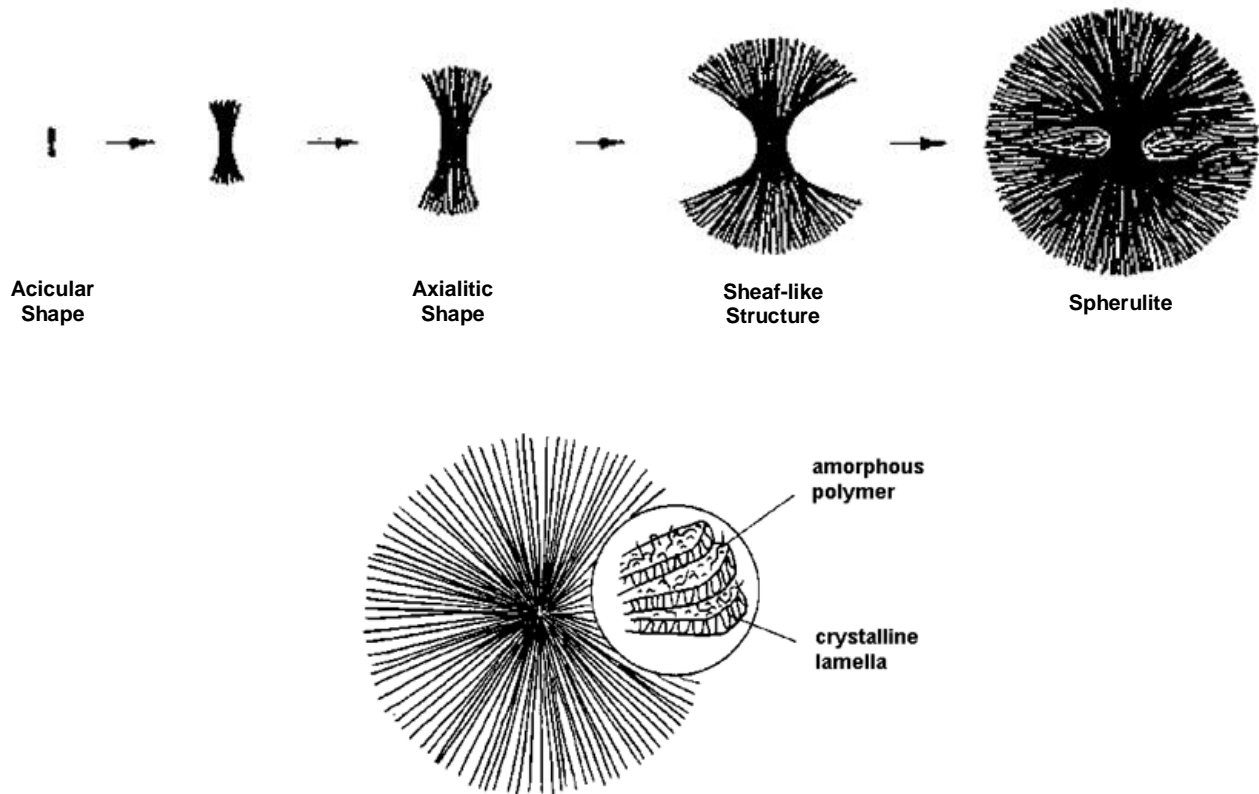 Acicular
Shape
Axialitic
Shape
Sheaf-like
Structure
Spherulite
amorphous
polymer
crystalline
lamella